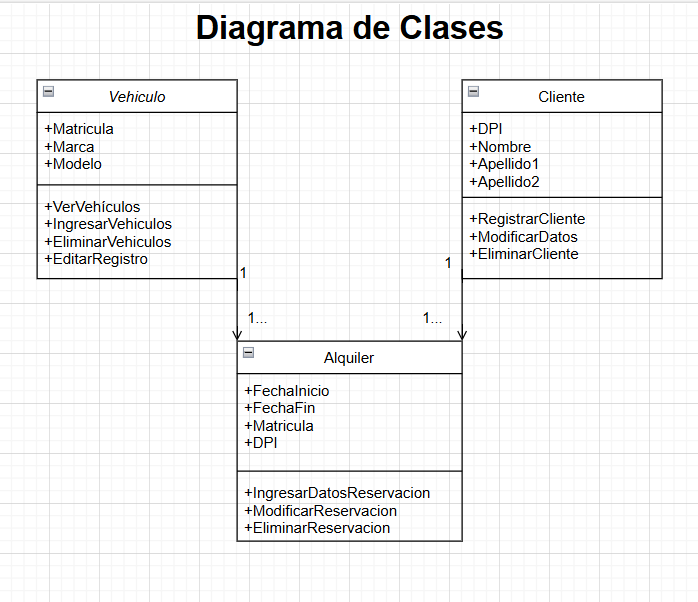 Diagrama de Clases
Vehiculo
+Matricula
+Marca
+Modelo
+VerVehículos
+IngresarVehiculos
+EliminarVehiculos
+EditarRegistro
1
1...
Cliente
+DPI
+Nombre
+Apellido1
+Apellido2
+RegistrarCliente
+ModificarDatos
+EliminarCliente
1
1...
Alquiler
+FechaInicio
+FechaFin
+Matricula
+DPI
+IngresarDatosReservacion
+ModificarReservacion
+EliminarReservacion